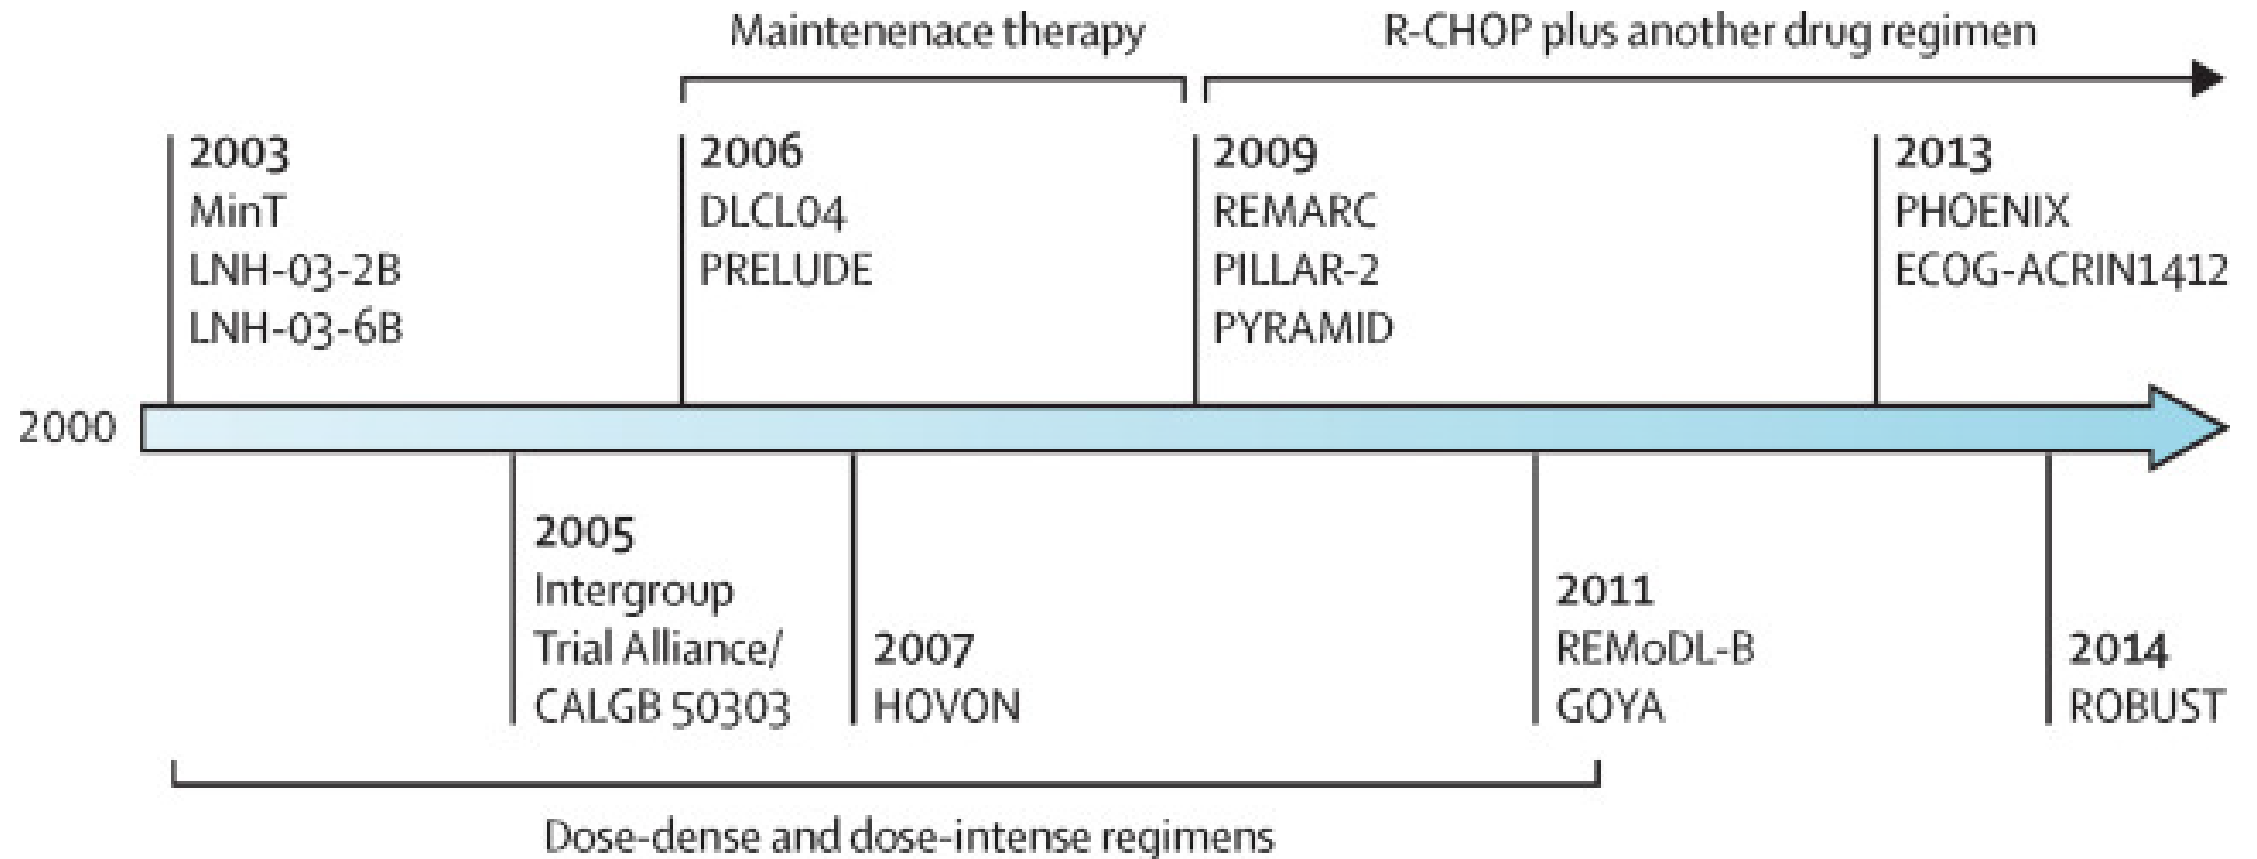 Maintenenace therapy
R-CHOP plus another drug regimen
2003
MinT
LNH-03-2B
LNH-03-6B
2006
DLCL04
PRELUDE
2009
REMARC
PILLAR-2
PYRAMID
2013
PHOENIX
ECOG-ACRIN1412
2000
2005
Intergroup
Trial Alliance/
CALGB 50303
2007
HOVON
2011
REMoDL-B
GOYA
2014
ROBUST
Dose-dense and dose-intense regimens